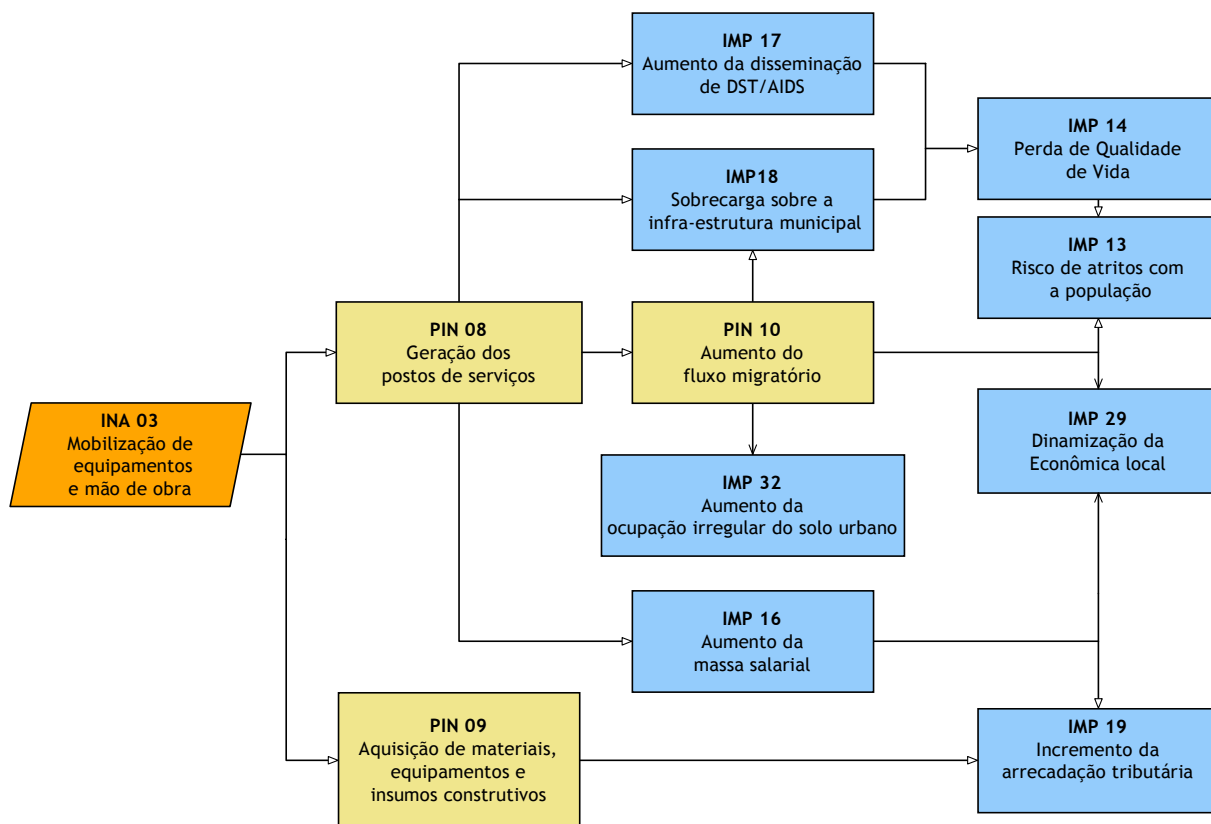 IMP 17
Aumento da disseminação
de DST/AIDS
IMP 14
Perda de Qualidade
de Vida
IMP18
Sobrecarga sobre a
infra-estrutura municipal
IMP 13
Risco de atritos com
a população
PIN 08
Geração dos
postos de serviços
PIN 10
Aumento do
fluxo migratório
INA 03
Mobilização de
equipamentos
e mão de obra
IMP 29
Dinamização da
Econômica local
IMP 32
Aumento da
ocupação irregular do solo urbano
IMP 16
Aumento da
massa salarial
PIN 09
Aquisição de materiais,
equipamentos e
insumos construtivos
IMP 19
Incremento da
arrecadação tributária